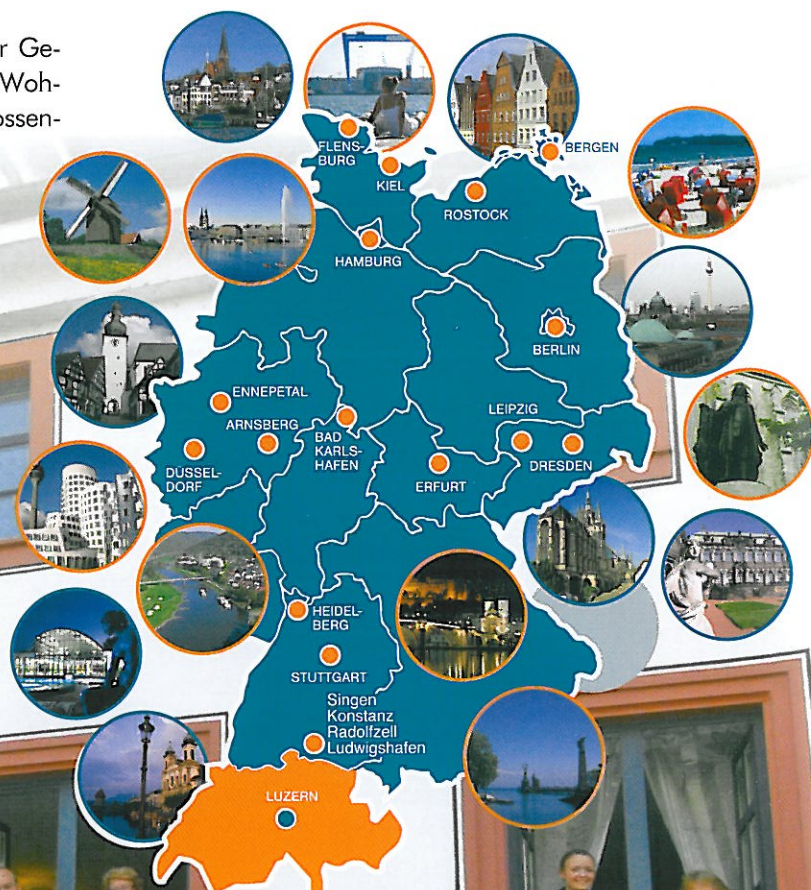 r Ge-
Woh-
ossen-
FLENS-
BURG
KIEL
BERGEN
ROSTOCK
HAMBURG
BERLIN
ENNEPETAL
ARNSBERG
DÜSSEL-
DORF
BAD
KARLS-
HAFEN
LEIPZIG
DRESDEN
ERFURT
HEIDEL-
BERG
STUTTGART
Singen
Konstanz
Radolfzell
Ludwigshafen
LUZERN